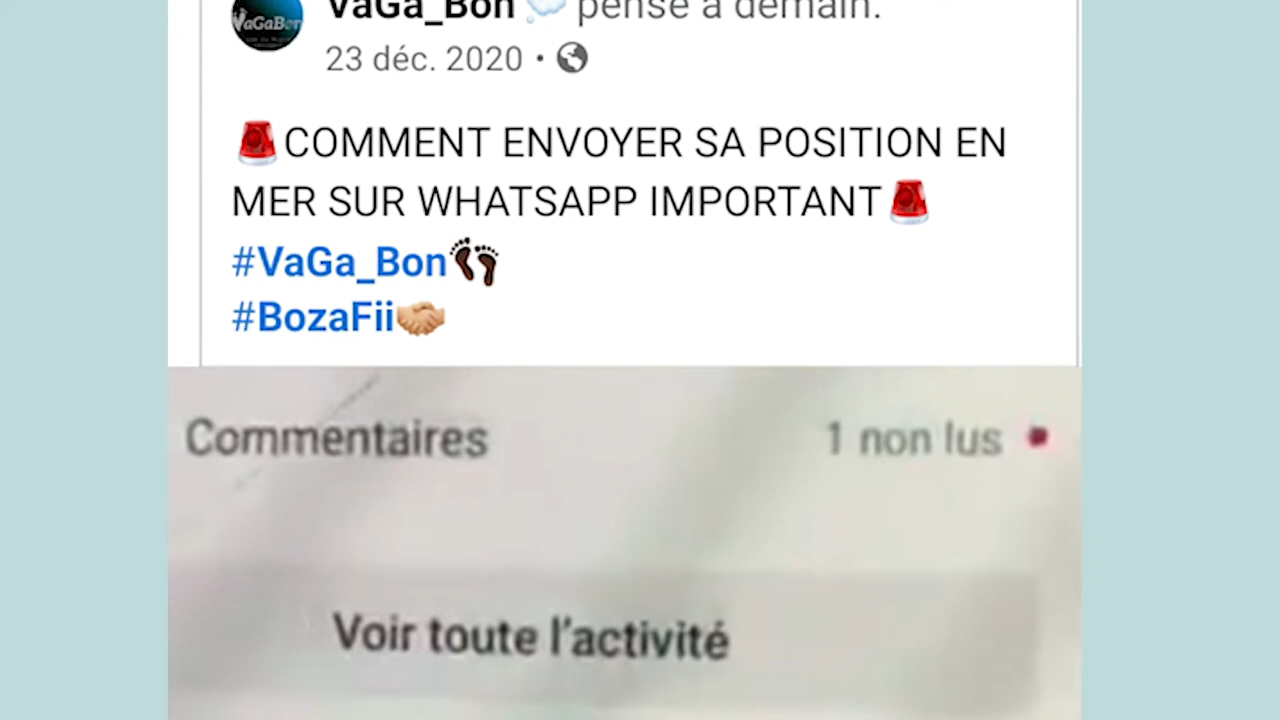 VaGa_Bon 💭 pense à demain.
VaGaBon
23 déc. 2020 •
🚨COMMENT ENVOYER SA POSITION EN
MER SUR WHATSAPP IMPORTANT🚨
#VaGa_Bon👣
#BozaFii🤝
Commentaires
1 non lus
Voir toute l'activité